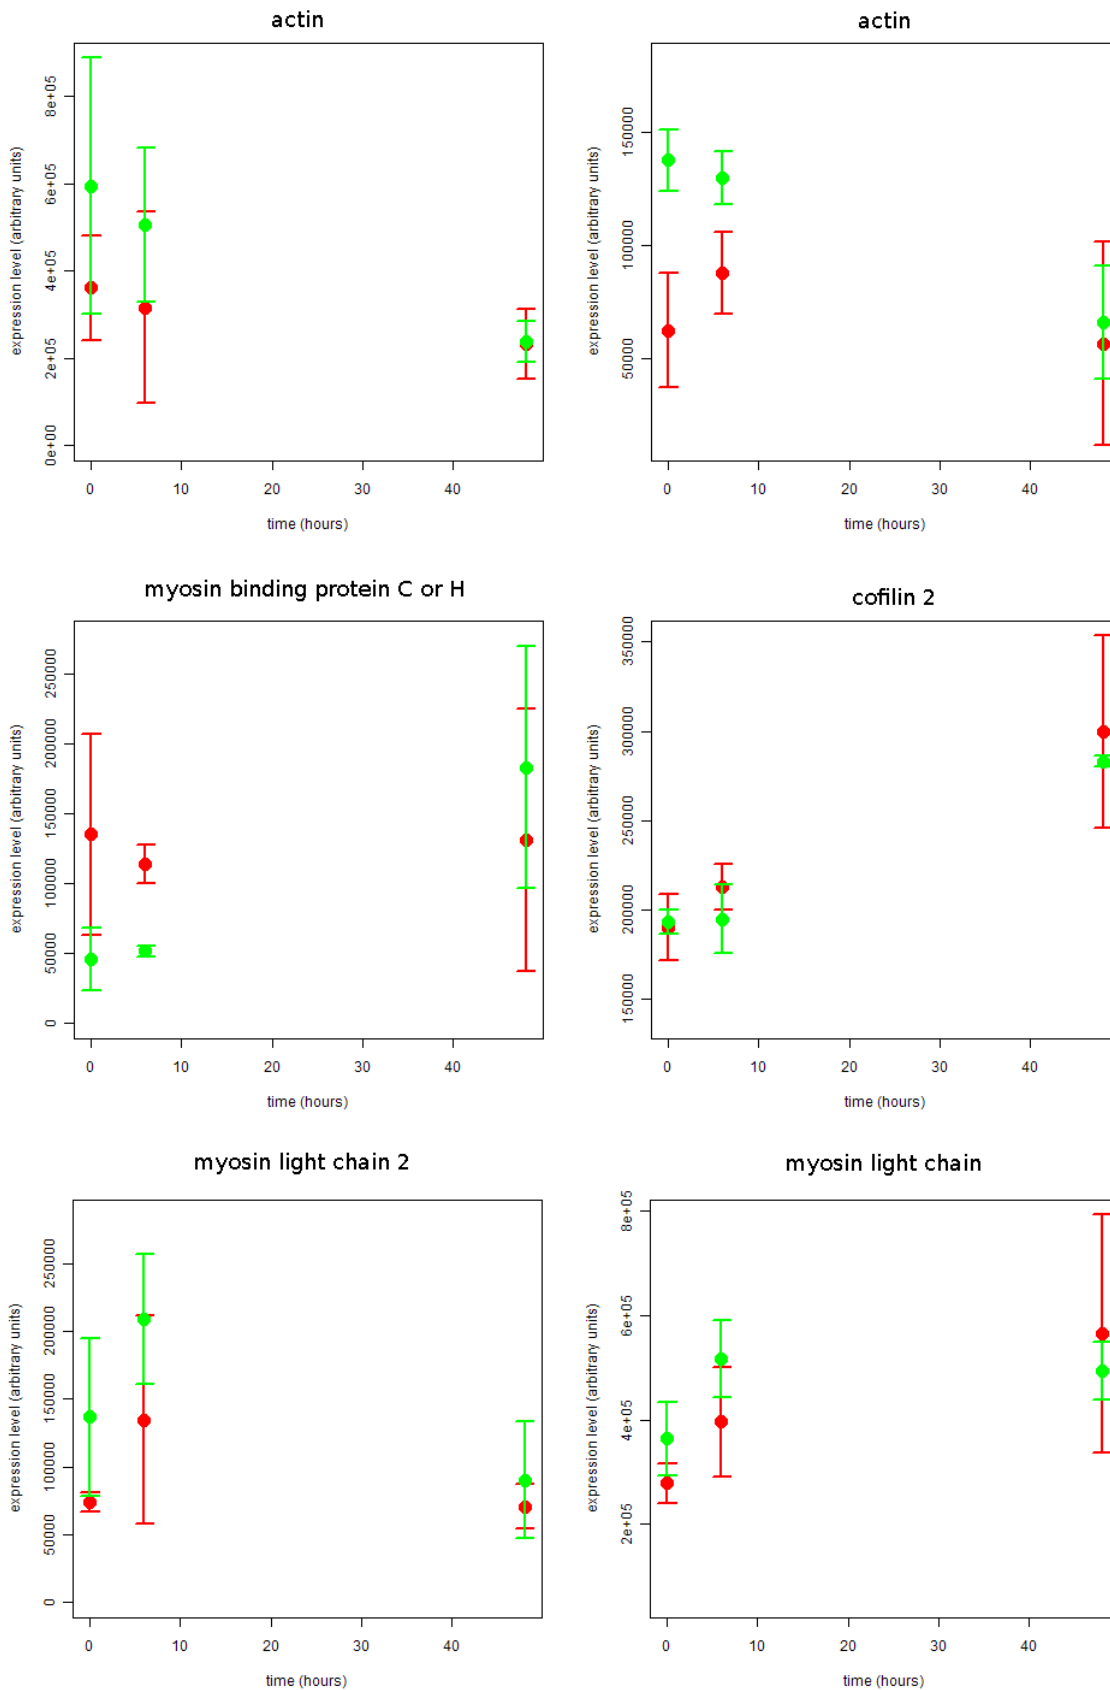 actin
expression level (arbitrary units)
0e+00 2e+05 4e+05 6e+05 8e+05
0 10 20 30 40
time (hours)
actin
expression level (arbitrary units)
50000 100000 150000
0 10 20 30 40
time (hours)
myosin binding protein C or H
expression level (arbitrary units)
0 50000 100000 150000 200000 250000
0 10 20 30 40
time (hours)
cofilin 2
expression level (arbitrary units)
150000 200000 250000 300000 350000
0 10 20 30 40
time (hours)
myosin light chain 2
expression level (arbitrary units)
0 50000 100000 150000 200000 250000
0 10 20 30 40
time (hours)
myosin light chain
expression level (arbitrary units)
2e+05 4e+05 6e+05 8e+05
0 10 20 30 40
time (hours)